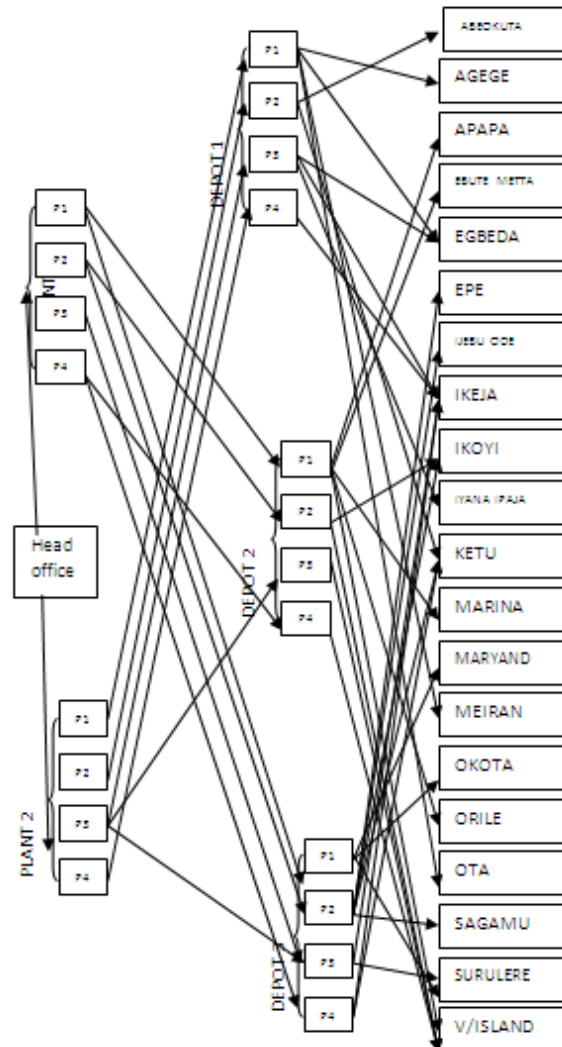 P1
P2
P3
P4
DEPOT 1
ABEOKUTA
AGEGE
APAPA
EBUTE METTA
EGBEDA
EPE
IJEBU ODE
IKEJA
IKOYI
IYANA IPAJA
KETU
MARINA
MARYAND
MEIRAN
OKOTA
ORILE
OTA
SAGAMU
SURULERE
V/ISLAND
P1
P2
P3
P4
NT
Head
office
P1
P2
P3
P4
DEPOT 2
P1
P2
P3
P4
PLANT 2
P1
P2
P3
P4
DEPOT